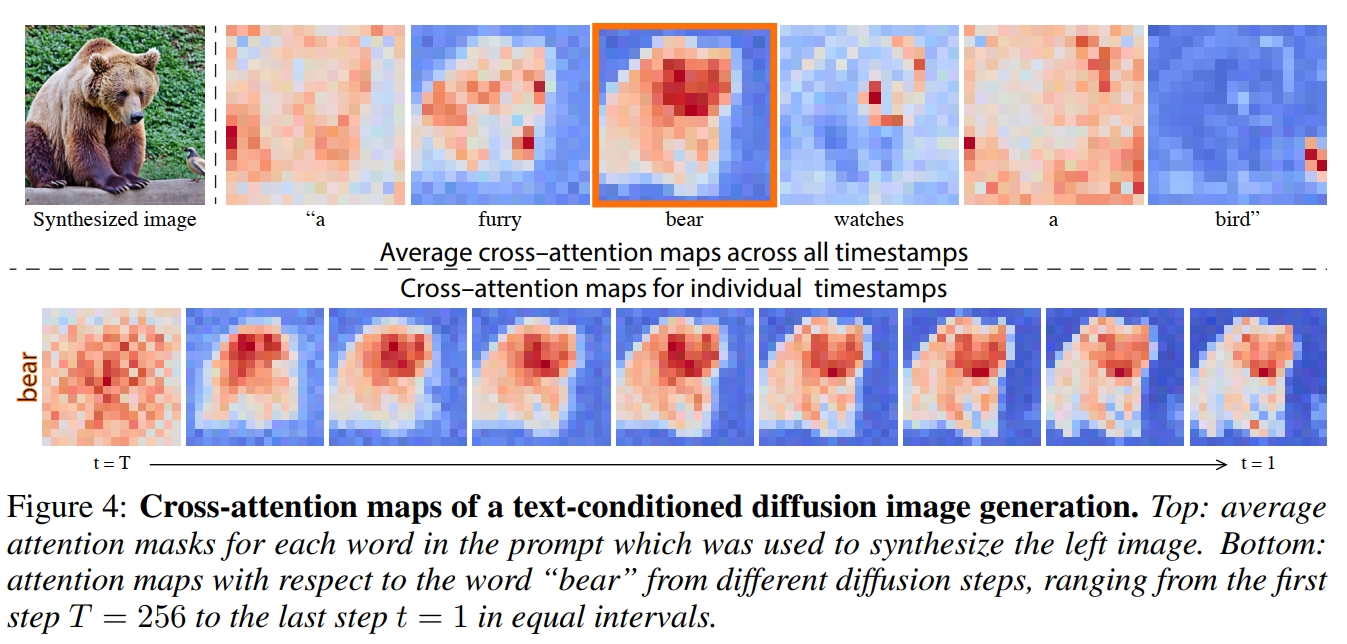 Synthesized image
“a furry bear watches a bird”
Average cross–attention maps across all timestamps
Cross–attention maps for individual timestamps
bear
t = T t = 1
Figure 4: Cross-attention maps of a text-conditioned diffusion image generation. Top: average
attention masks for each word in the prompt which was used to synthesize the left image. Bottom:
attention maps with respect to the word “bear” from different diffusion steps, ranging from the first
step T = 256 to the last step t = 1 in equal intervals.